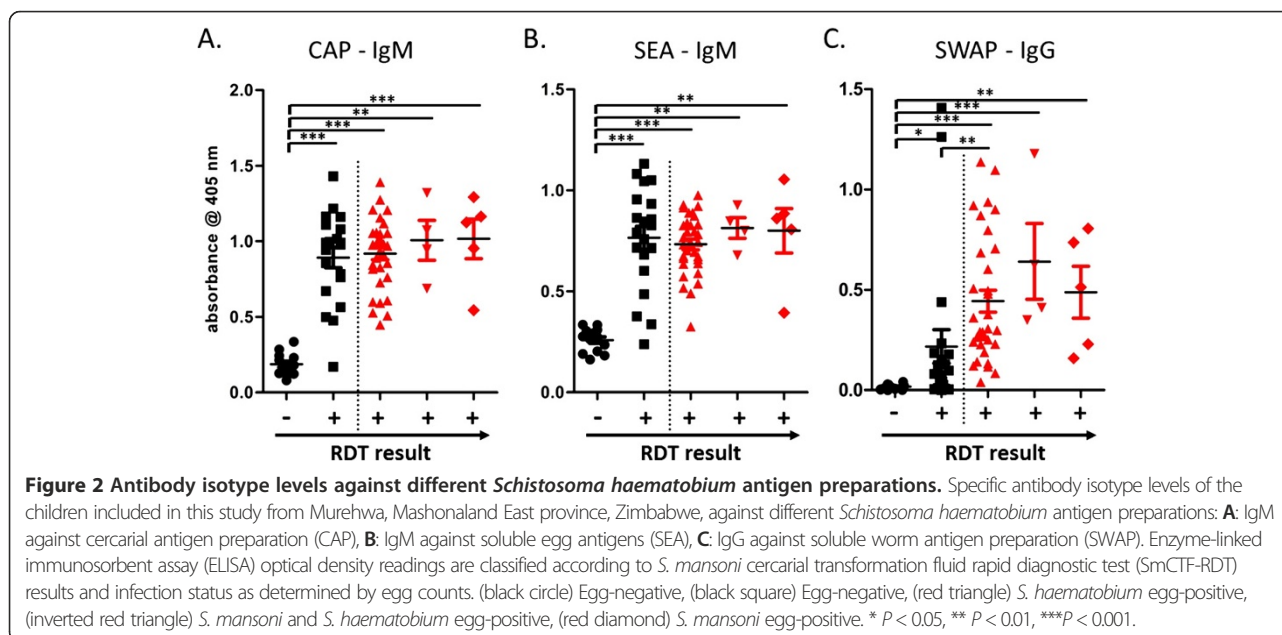 A.
CAP - IgM
B.
SEA - IgM
C.
SWAP - IgG
absorbance @ 405 nm
2.0
1.5
1.0
0.5
0.0
***
**
***
***
- + + + +
RDT result
1.5
1.0
0.5
0.0
**
**
***
***
- + + + +
RDT result
1.5
1.0
0.5
0.0
**
***
***
* **
- + + + +
RDT result
Figure 2 Antibody isotype levels against different Schistosoma haematobium antigen preparations. Specific antibody isotype levels of the
children included in this study from Murehwa, Mashonaland East province, Zimbabwe, against different Schistosoma haematobium antigen preparations: A: IgM
against cercarial antigen preparation (CAP), B: IgM against soluble egg antigens (SEA), C: IgG against soluble worm antigen preparation (SWAP). Enzyme-linked
immunosorbent assay (ELISA) optical density readings are classified according to S. mansoni cercarial transformation fluid rapid diagnostic test (SmCTF-RDT)
results and infection status as determined by egg counts. (black circle) Egg-negative, (black square) Egg-negative, (red triangle) S. haematobium egg-positive,
(inverted red triangle) S. mansoni and S. haematobium egg-positive, (red diamond) S. mansoni egg-positive. * P < 0.05, ** P < 0.01, ***P < 0.001.